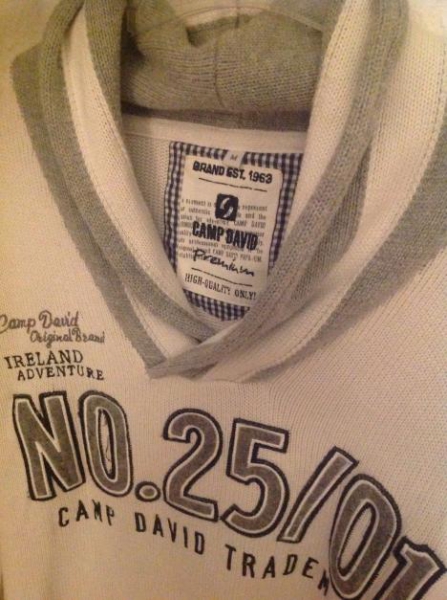 M
BRAND EST. 1963
CAMP DAVID
Premium
HIGH-QUALITY ONLY!
Camp David
Original Brand
IRELAND
ADVENTURE
NO.25/01
CAMP DAVID TRADEM